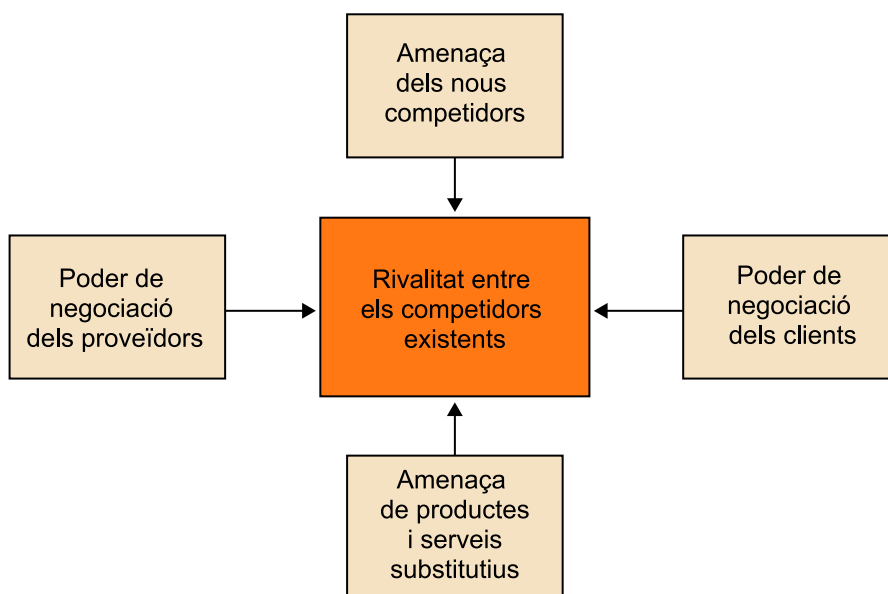 Amenaça
dels nous
competidors
Poder de
negociació
dels proveïdors
Rivalitat entre
els competidors
existents
Poder de
negociació
dels clients
Amenaça
de productes
i serveis
substitutius